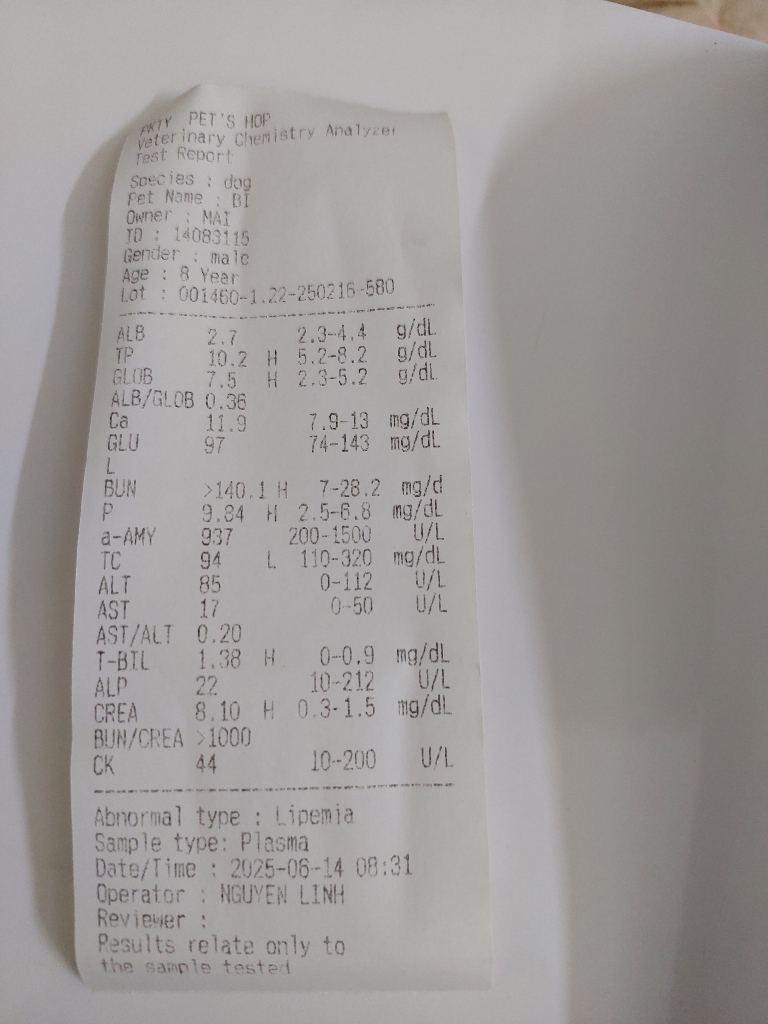 PKTY PET'S HOP
Veterinary Chemistry Analyzer
Test Report
Species : dog
Pet Name : BI
Owner : MAI
ID : 14083115
Gender : male
Age : 8 Year
Lot : 001460-1.22-250216-580
ALB 2.7 2.3-4.4 g/dL
TP 10.2 H 5.2-8.2 g/dL
GLOB 7.5 H 2.3-5.2 g/dL
ALB/GLOB 0.36
Ca 11.9 7.9-13 mg/dL
GLU 97 74-143 mg/dL
L
BUN >140.1 H 7-28.2 mg/d
P 9.84 H 2.5-6.8 mg/dL
a-AMY 937 200-1500 U/L
TC 94 L 110-320 mg/dL
ALT 85 0-112 U/L
AST 17 0-50 U/L
AST/ALT 0.20
T-BIL 1.38 H 0-0.9 mg/dL
ALP 22 10-212 U/L
CREA 8.10 H 0.3-1.5 mg/dL
BUN/CREA >1000
CK 44 10-200 U/L
Abnormal type : Lipemia
Sample type: Plasma
Date/Time : 2025-06-14 08:31
Operator : NGUYEN LINH
Reviewer :
Results relate only to
the sample tested